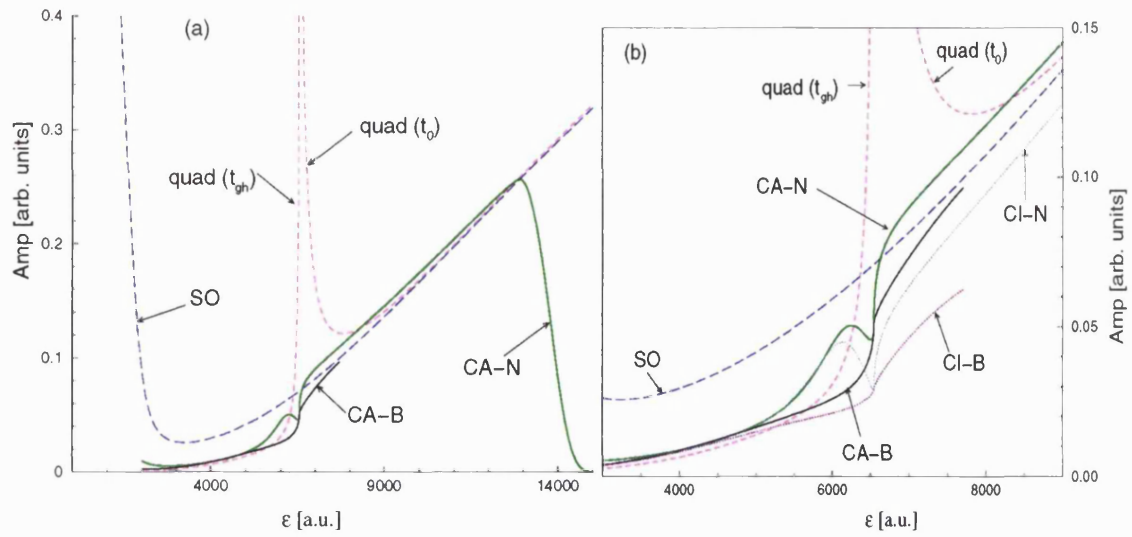 (a)
0.4
0.3
0.2
0.1
0
Amp [arb. units]
quad (t₀)
quad (t_gh)
SO
CA–N
CA–B
4000
9000
14000
ε [a.u.]
(b)
0.15
0.10
0.05
0.00
Amp [arb. units]
quad (t₀)
quad (t_gh)
CA–N
CI–N
SO
CI–B
CA–B
4000
6000
8000
ε [a.u.]